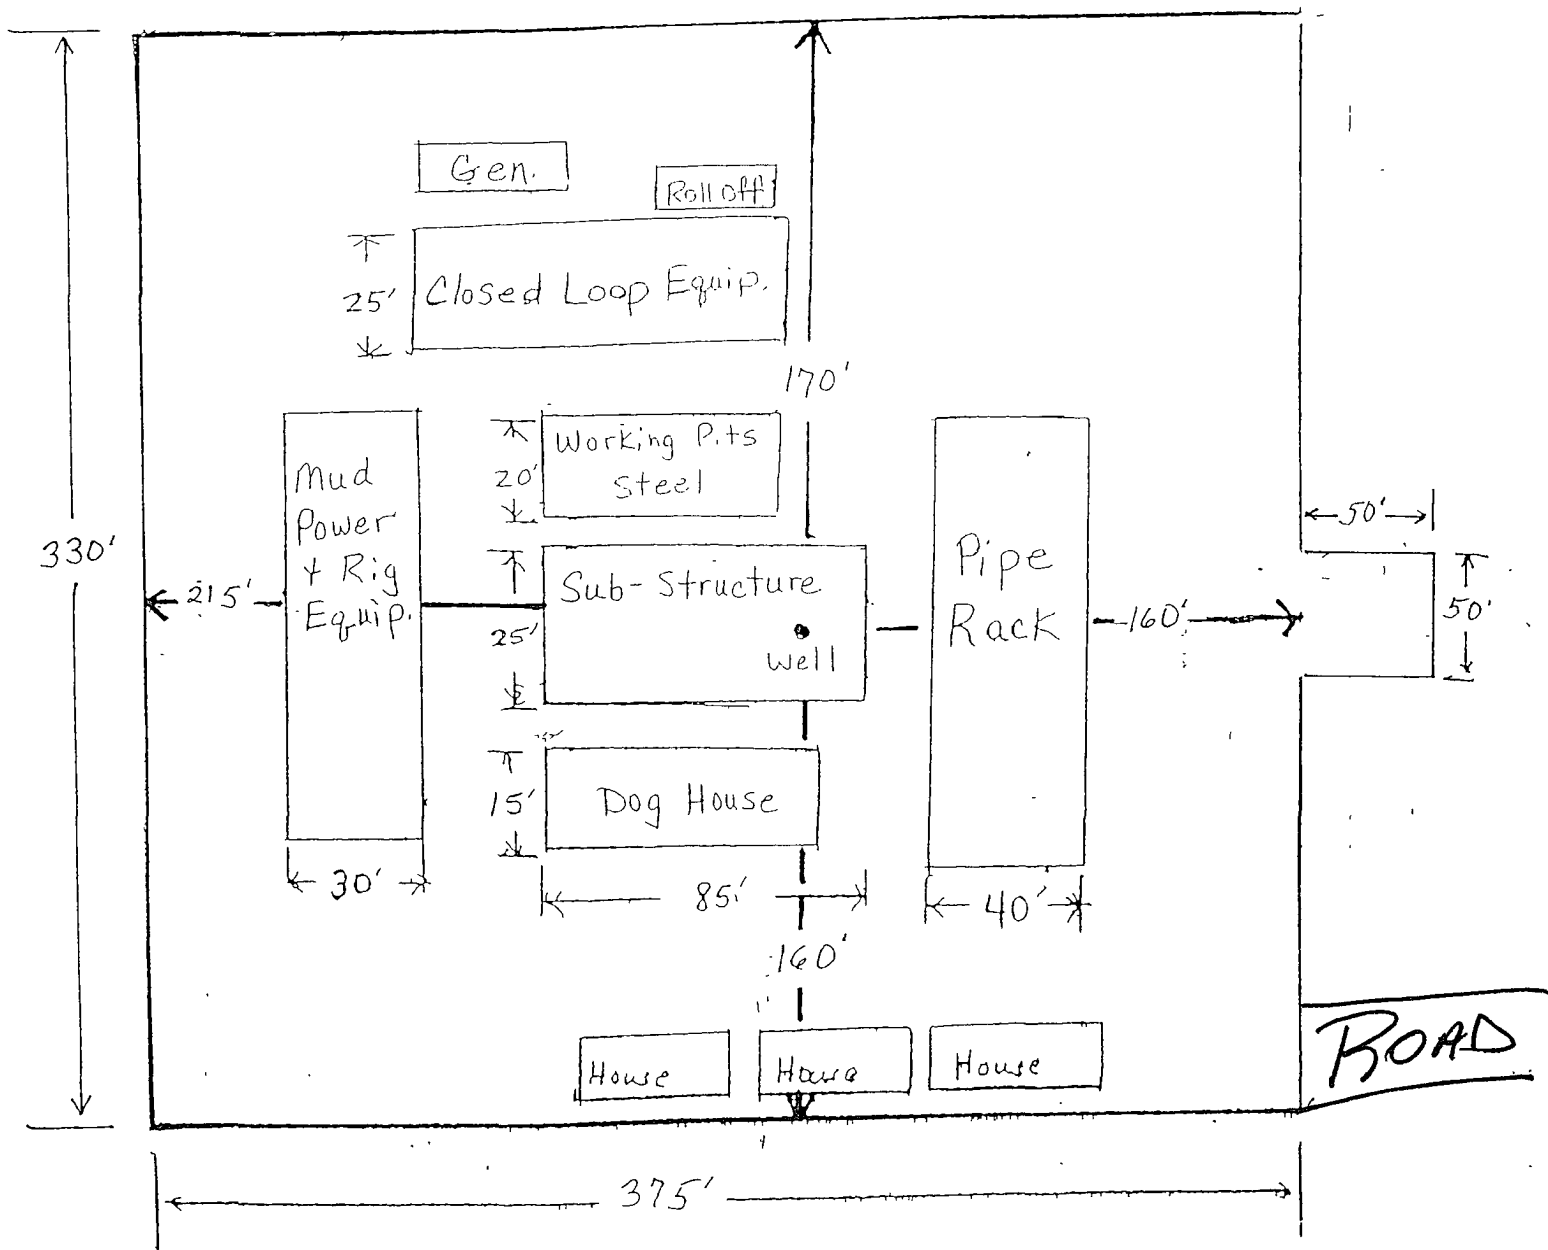 Gen.
Roll off
25'
Closed Loop Equip.
170'
Mud
Power
+ Rig
Equip.
20'
Working Pits
Steel
Pipe
Rack
50'
50'
330'
215'
25'
Sub-Structure
Well
160'
15'
Dog House
30'
85'
40'
160'
House
House
House
ROAD
375'